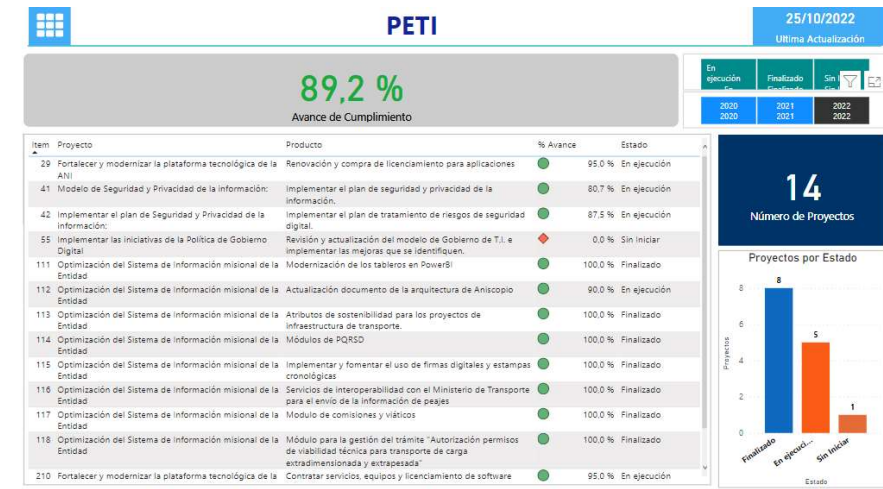 PETI
25/10/2022
Ultima Actualización
89,2 %
Avance de Cumplimiento
En
ejecución
Finalizado
2020
2020
2021
2021
2022
2022
Item Proyecto Producto % Avance Estado
29 Fortalecer y modernizar la plataforma tecnológica de la Renovación y compra de licenciamiento para aplicaciones 95,0 % En ejecución
ANI
41 Modelo de Seguridad y Privacidad de la información: Implementar el plan de seguridad y privacidad de la 80,7 % En ejecución
información.
42 Implementar el plan de Seguridad y Privacidad de la Implementar el plan de tratamiento de riesgos de seguridad 87,5 % En ejecución
información: digital.
55 Implementar las iniciativas de la Política de Gobierno Revisión y actualización del modelo de Gobierno de T.I. e 0,0 % Sin Iniciar
Digital implementar las mejoras que se identifiquen.
111 Optimización del Sistema de Información misional de la Modernización de los tableros en PowerBI 100,0 % Finalizado
Entidad
112 Optimización del Sistema de Información misional de la Actualización documento de la arquitectura de Aniscopio 90,0 % En ejecución
Entidad
113 Optimización del Sistema de Información misional de la Atributos de sostenibilidad para los proyectos de 100,0 % Finalizado
Entidad infraestructura de transporte.
114 Optimización del Sistema de Información misional de la Módulos de PQRSD 100,0 % Finalizado
Entidad
115 Optimización del Sistema de Información misional de la Implementar y fomentar el uso de firmas digitales y estampas 100,0 % Finalizado
Entidad cronológicas
116 Optimización del Sistema de Información misional de la Servicios de interoperabilidad con el Ministerio de Transporte 100,0 % Finalizado
Entidad para el envío de la información de peajes
117 Optimización del Sistema de Información misional de la Modulo de comisiones y viáticos 100,0 % Finalizado
Entidad
118 Optimización del Sistema de Información misional de la Módulo para la gestión del trámite "Autorización permisos 100,0 % Finalizado
Entidad de viabilidad técnica para transporte de carga
extradimensionada y extrapesada"
210 Fortalecer y modernizar la plataforma tecnológica de la Contratar servicios, equipos y licenciamiento de software 95,0 % En ejecución
14
Número de Proyectos
Proyectos por Estado
Proyectos
8
6
4
2
0
8
5
1
Finalizado
En ejecuci...
Sin Iniciar
Estado